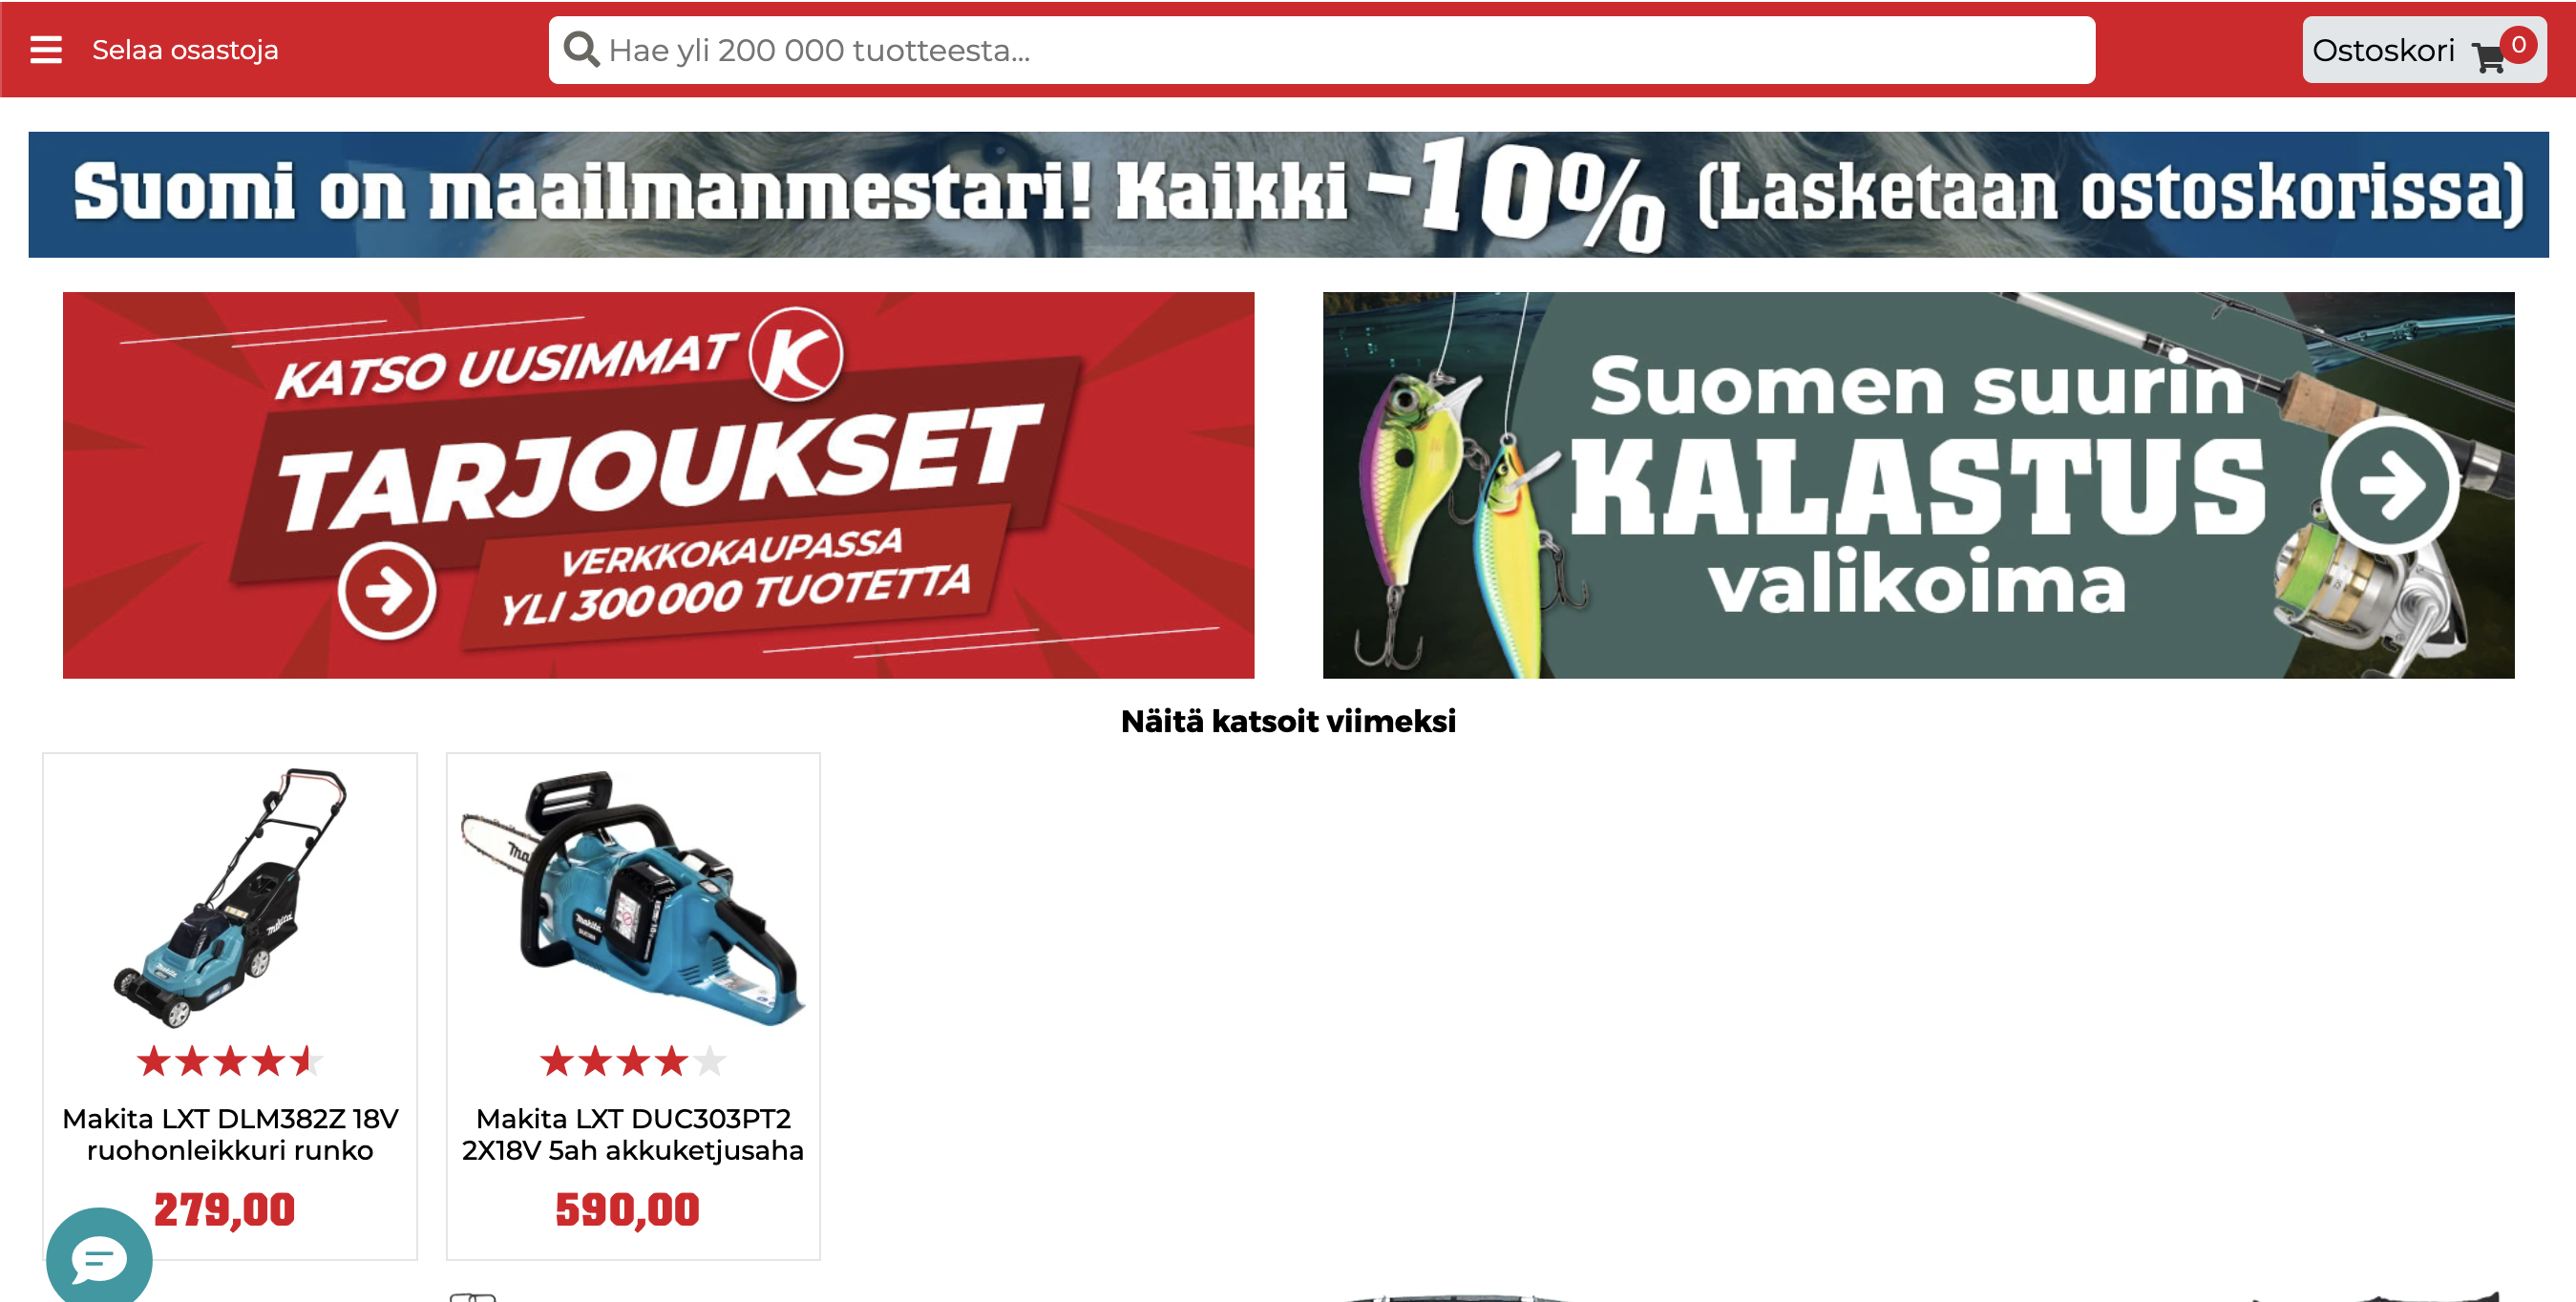 Selaa osastoja
Hae yli 200 000 tuotteesta...
Ostoskori 0
Suomi on maailmanmestari! Kaikki -10% (Lasketaan ostoskorissa)
KATSO UUSIMMAT K
TARJOUKSET
VERKKOKAUPASSA
YLI 300 000 TUOTETTA
Suomen suurin
KALASTUS
valikoima
Näitä katsoit viimeksi
makita
Makita LXT DLM382Z 18V
ruohonleikkuri runko
279,00
makita
Makita LXT DUC303PT2
2X18V 5ah akkuketjusaha
590,00